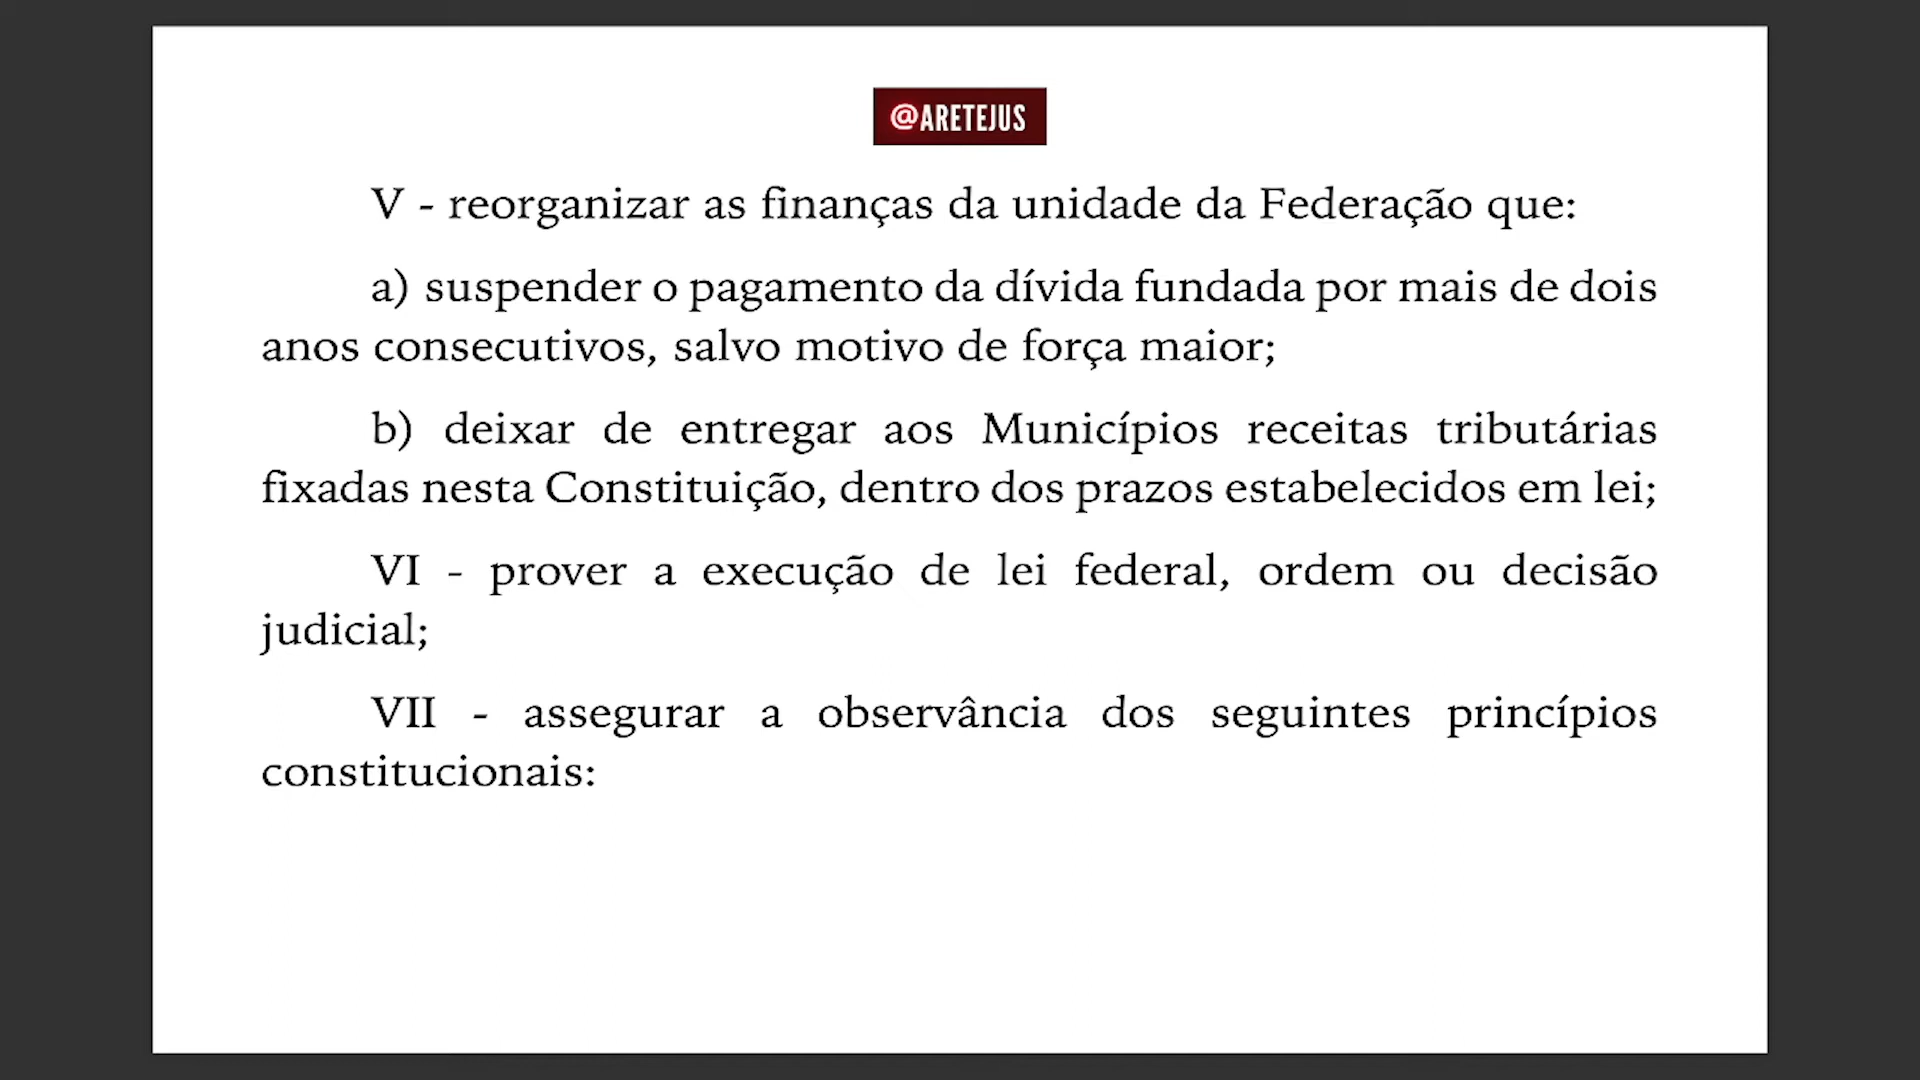 @ARETEJUS
V - reorganizar as finanças da unidade da Federação que:
a) suspender o pagamento da dívida fundada por mais de dois
anos consecutivos, salvo motivo de força maior;
b) deixar de entregar aos Municípios receitas tributárias
fixadas nesta Constituição, dentro dos prazos estabelecidos em lei;
VI - prover a execução de lei federal, ordem ou decisão
judicial;
VII - assegurar a observância dos seguintes princípios
constitucionais: